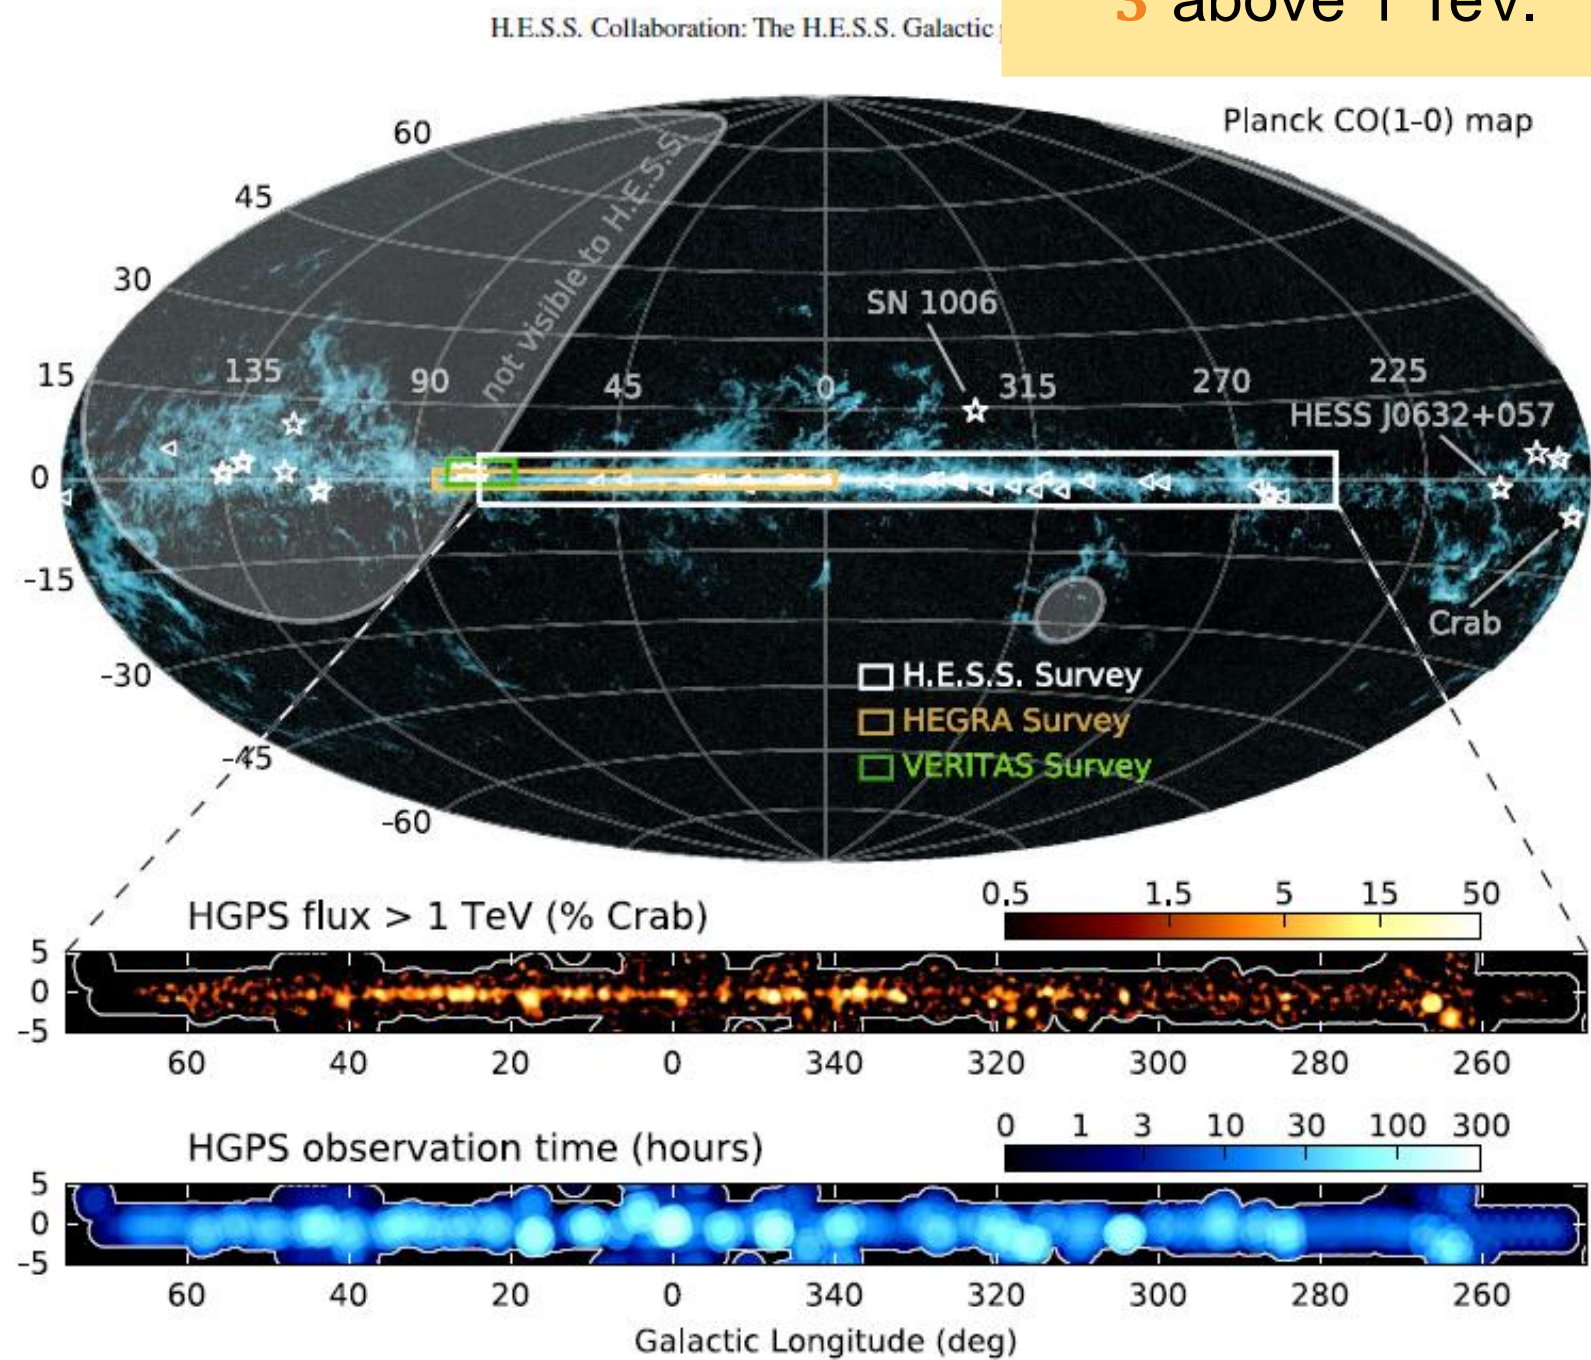 3 above 1 TeV.
H.E.S.S. Collaboration: The H.E.S.S. Galactic
Planck CO(1-0) map
60
45
30
15
0
-15
-30
-45
-60
not visible to H.E.S.S.
SN 1006
135 90 45 0 315 270 225
HESS J0632+057
Crab
H.E.S.S. Survey
HEGRA Survey
VERITAS Survey
HGPS flux > 1 TeV (% Crab)
0.5 1.5 5 15 50
5
0
-5
60 40 20 0 340 320 300 280 260
HGPS observation time (hours)
0 1 3 10 30 100 300
5
0
-5
60 40 20 0 340 320 300 280 260
Galactic Longitude (deg)